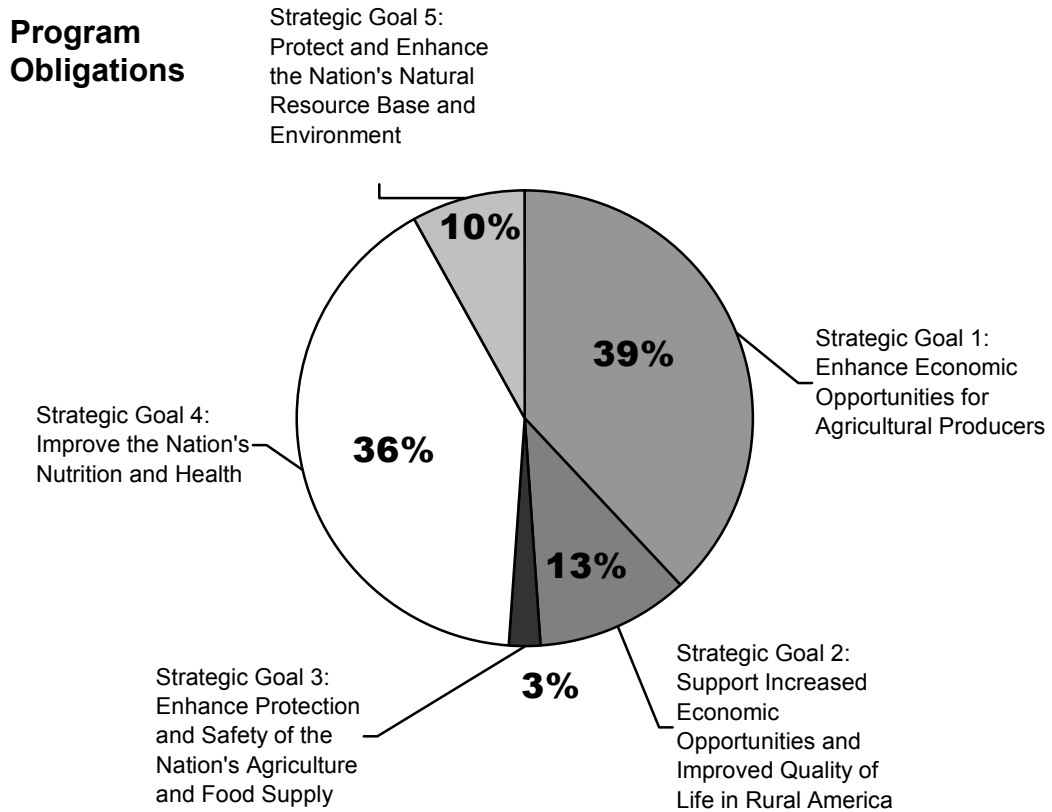 Program
Obligations
Strategic Goal 5:
Protect and Enhance
the Nation's Natural
Resource Base and
Environment
10%
39%
Strategic Goal 1:
Enhance Economic
Opportunities for
Agricultural Producers
Strategic Goal 4:
Improve the Nation's
Nutrition and Health
36%
13%
3%
Strategic Goal 3:
Enhance Protection
and Safety of the
Nation's Agriculture
and Food Supply
Strategic Goal 2:
Support Increased
Economic
Opportunities and
Improved Quality of
Life in Rural America